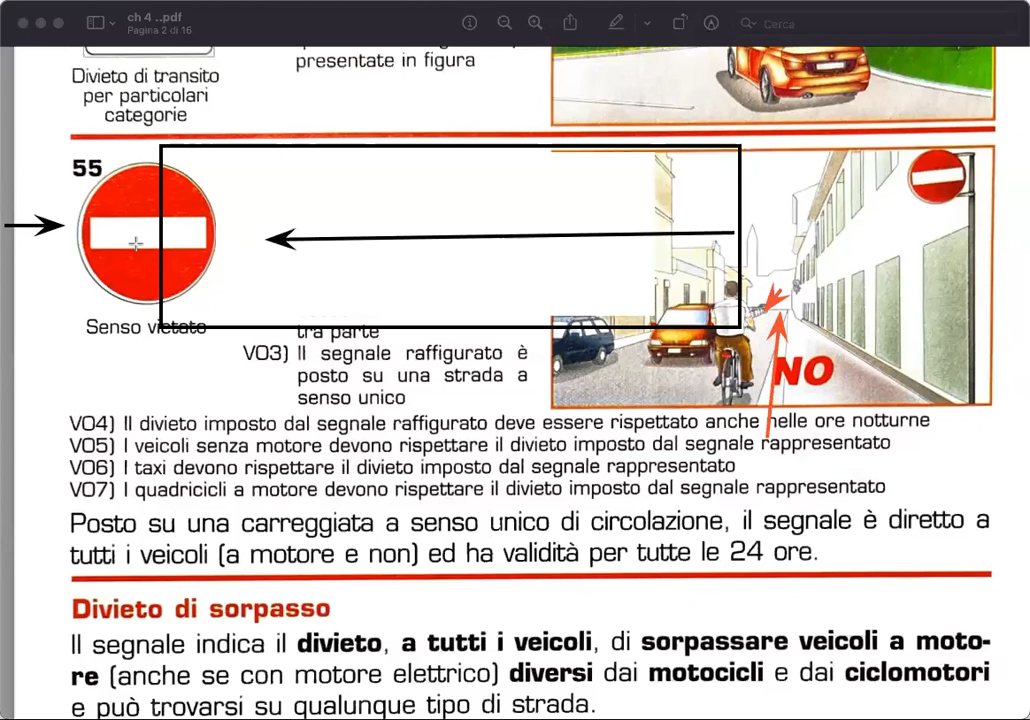 ch 4 ..pdf
Pagina 2 di 16
Cerca
presentate in figura
Divieto di transito
per particolari
categorie
55
Senso vietato
tra parte
V03) Il segnale raffigurato è
posto su una strada a
senso unico
NO
V04) Il divieto imposto dal segnale raffigurato deve essere rispettato anche nelle ore notturne
V05) I veicoli senza motore devono rispettare il divieto imposto dal segnale rappresentato
V06) I taxi devono rispettare il divieto imposto dal segnale rappresentato
V07) I quadricicli a motore devono rispettare il divieto imposto dal segnale rappresentato
Posto su una carreggiata a senso unico di circolazione, il segnale è diretto a
tutti i veicoli (a motore e non) ed ha validità per tutte le 24 ore.
Divieto di sorpasso
Il segnale indica il divieto, a tutti i veicoli, di sorpassare veicoli a moto-
re (anche se con motore elettrico) diversi dai motocicli e dai ciclomotori
e può trovarsi su qualunque tipo di strada.